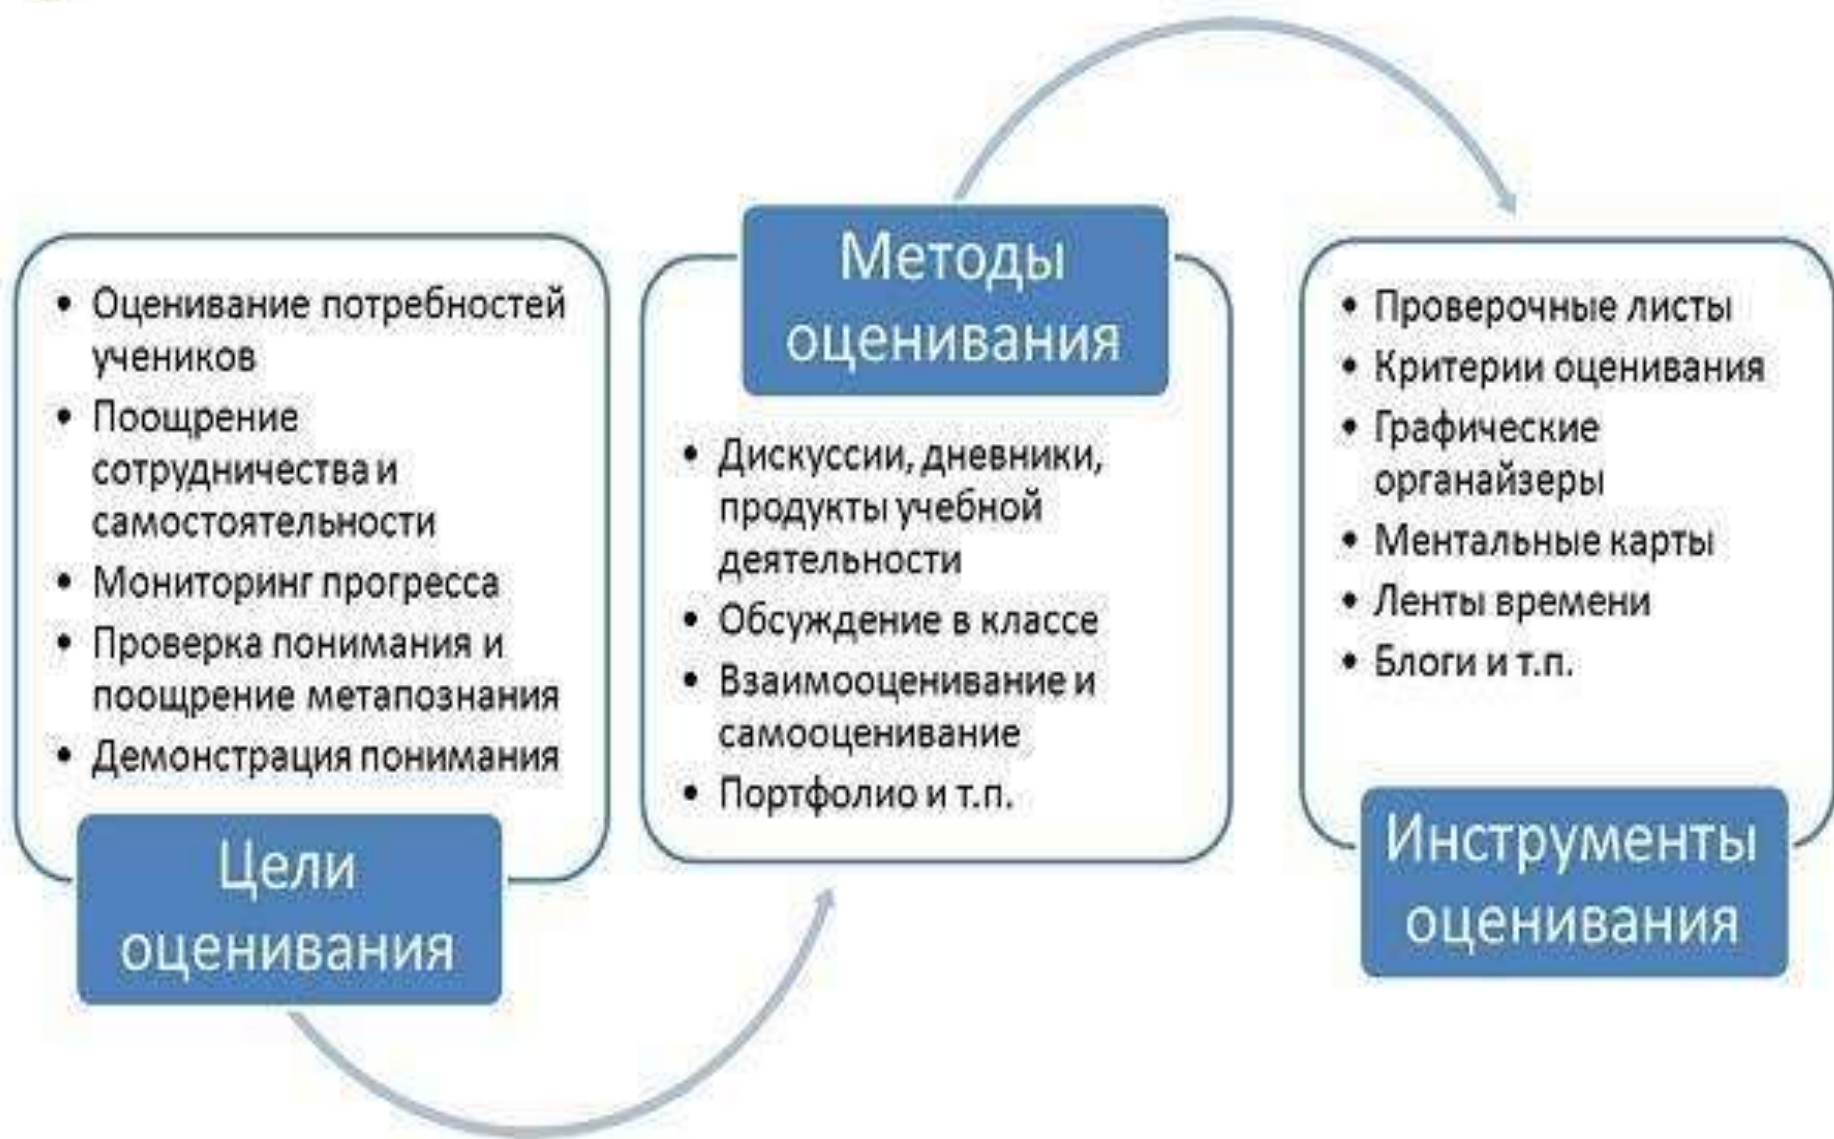 • Оценивание потребностей
учеников
• Поощрение
сотрудничества и
самостоятельности
• Мониторинг прогресса
• Проверка понимания и
поощрение метапознания
• Демонстрация понимания
Цели
оценивания
Методы
оценивания
• Дискуссии, дневники,
продукты учебной
деятельности
• Обсуждение в классе
• Взаимооценивание и
самооценивание
• Портфолио и т.п.
• Проверочные листы
• Критерии оценивания
• Графические
органайзеры
• Ментальные карты
• Ленты времени
• Блоги и т.п.
Инструменты
оценивания